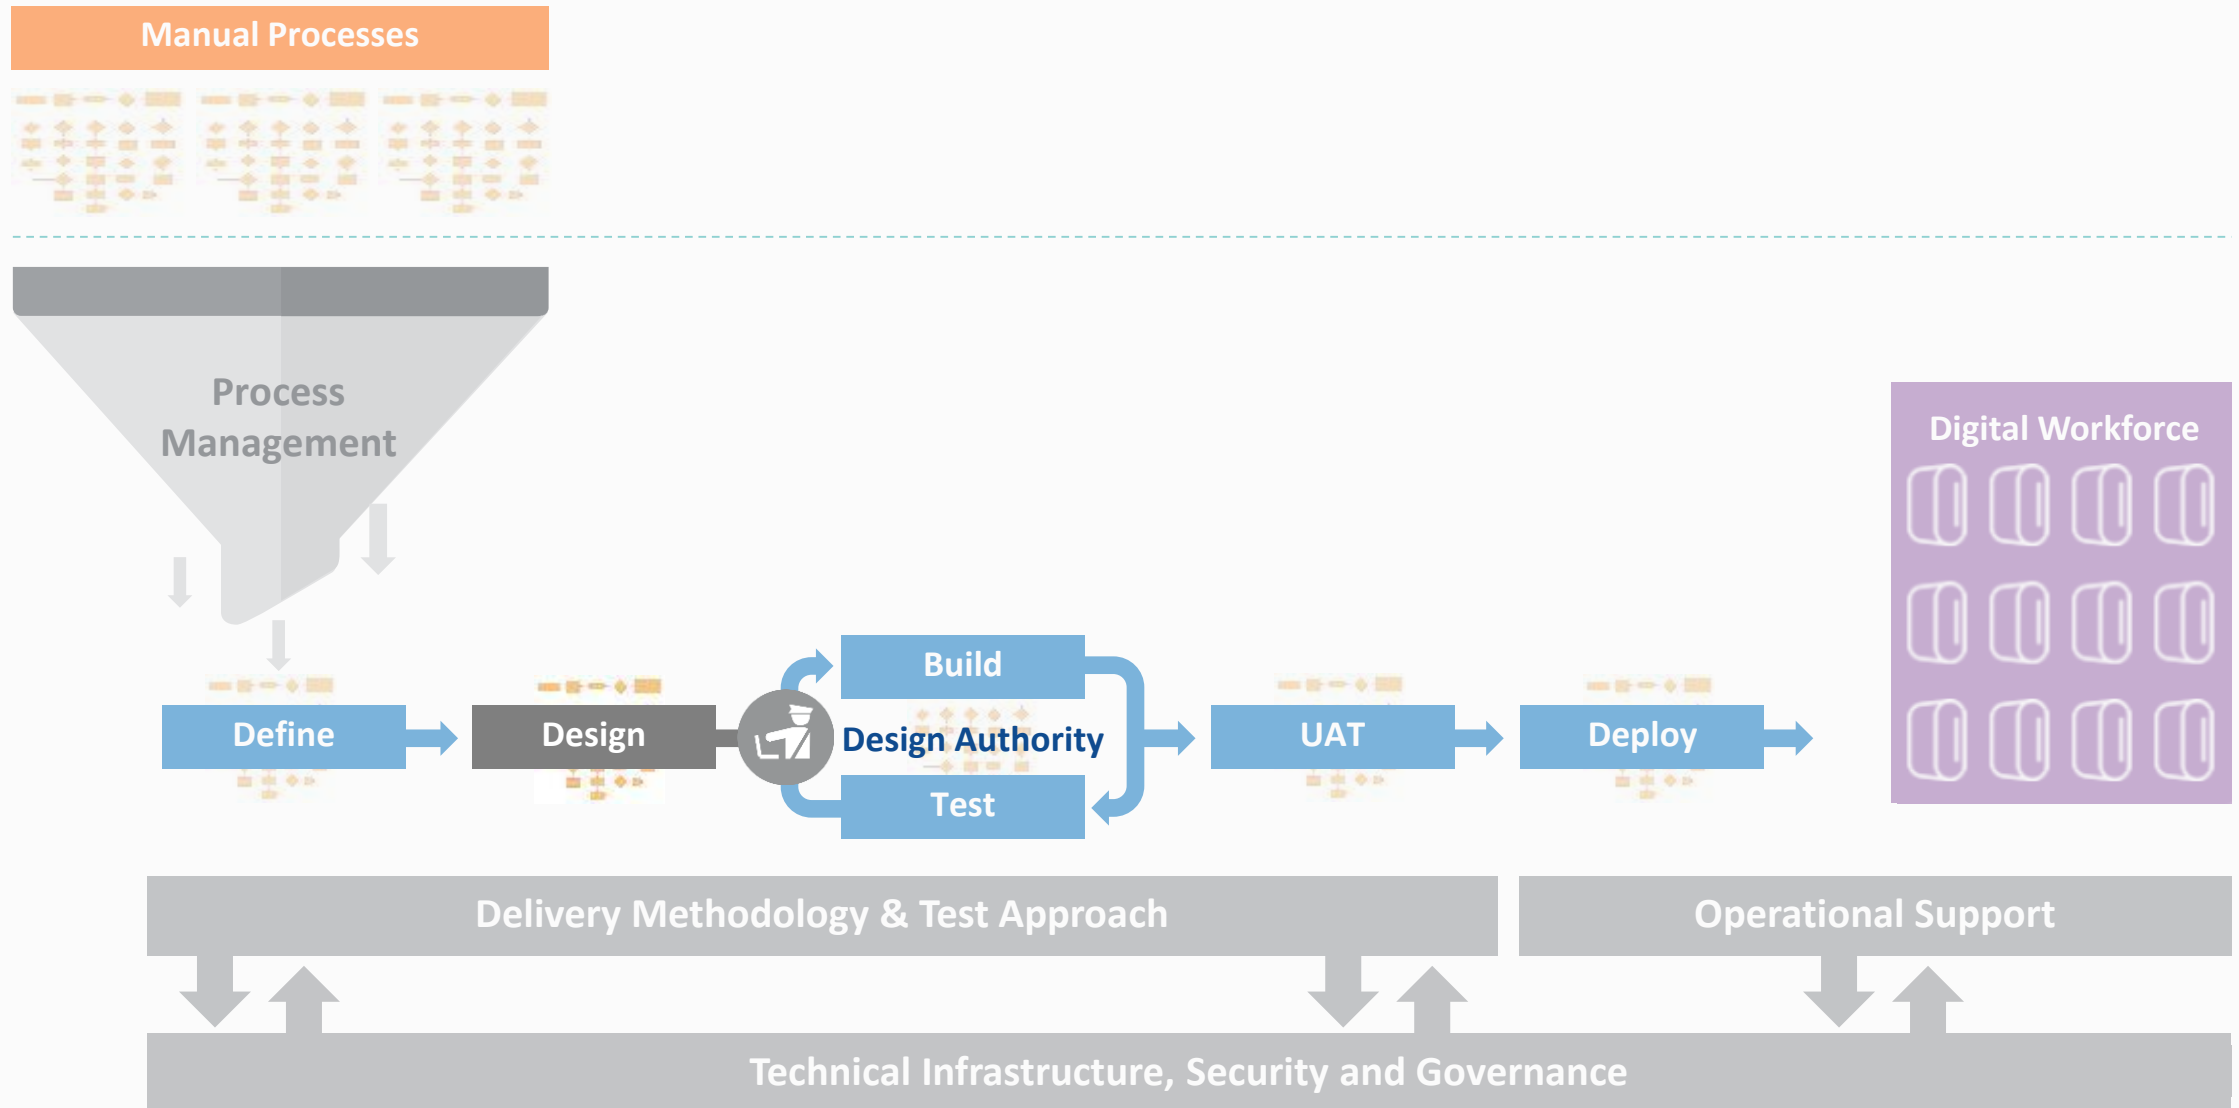 Manual Processes
Process
Management
Digital Workforce
Build
Define
Design
Design Authority
UAT
Deploy
Test
Delivery Methodology & Test Approach
Operational Support
Technical Infrastructure, Security and Governance